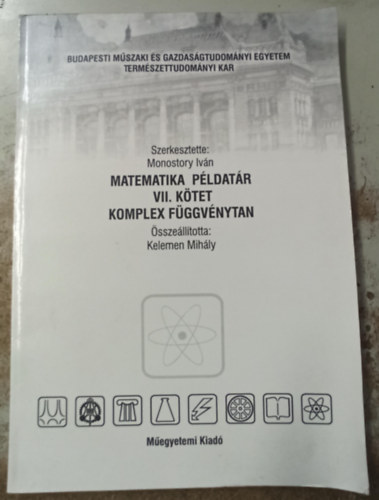 BUDAPESTI MŰSZAKI ÉS GAZDASÁGTUDOMÁNYI EGYETEM
TERMÉSZETTUDOMÁNYI KAR
Szerkesztette:
Monostory Iván
MATEMATIKA PÉLDATÁR
VII. KÖTET
KOMPLEX FÜGGVÉNYTAN
Összeállította:
Kelemen Mihály
Műegyetemi Kiadó